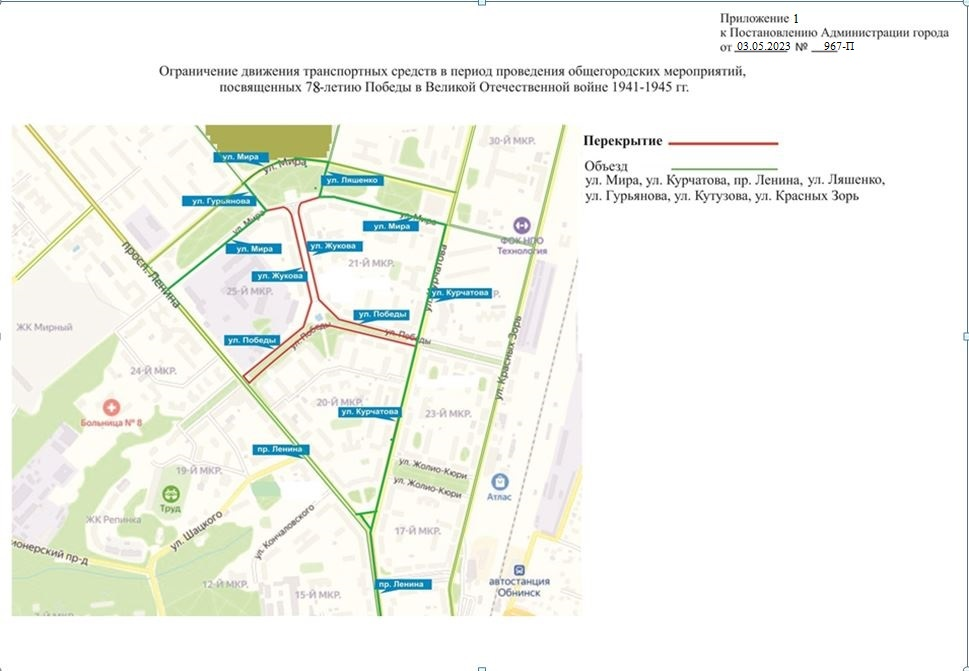 Приложение 1
к Постановлению Администрации города
от 03.05.2023 № 967-П
Ограничение движения транспортных средств в период проведения общегородских мероприятий,
посвященных 78-летию Победы в Великой Отечественной войне 1941-1945 гг.
Перекрытие
Объезд
ул. Мира, ул. Курчатова, пр. Ленина, ул. Ляшенко,
ул. Гурьянова, ул. Кутузова, ул. Красных Зорь
30-Й МКР.
ул. Мира
ул. Мира
ул. Ляшенко
ул. Гурьянова
ул. Мира
ул. Мира
ул. Мира
ФОК НПО
Технология
ул. Мира
ул. Жукова
просп. Ленина
21-Й МКР.
ул. Жукова
ул. Курчатова
ул. Курчатова
25-Й МКР.
ул. Победы
ЖК Мирный
ул. Победы
ул. Победы
ул. Победы
ул. Красных Зорь
24-Й МКР.
20-Й МКР.
ул. Курчатова
23-Й МКР.
Больница № 8
пр. Ленина
ул. Жолио-Кюри
19-Й МКР.
ул. Жолио-Кюри
Атлас
Труд
ЖК Репинка
ул. Шацкого
ул. Кончаловского
17-Й МКР.
ионерский пр-д
12-Й МКР.
пр. Ленина
автостанция
Обнинск
15-Й МКР.